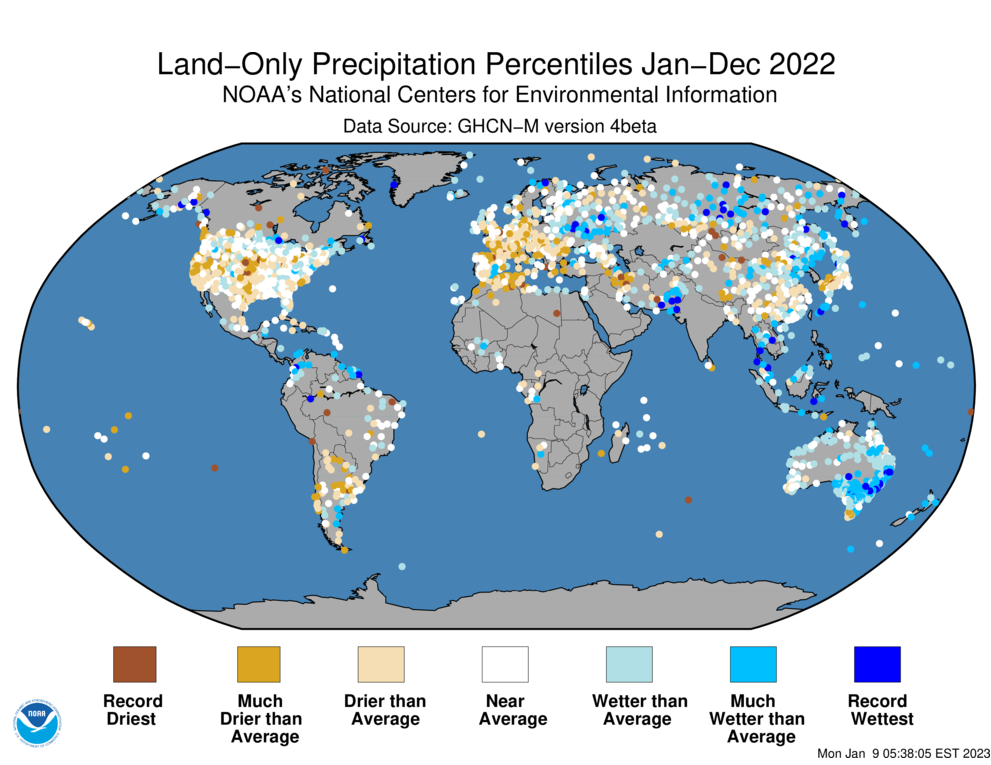 Land−Only Precipitation Percentiles Jan−Dec 2022
NOAA's National Centers for Environmental Information
Data Source: GHCN−M version 4beta
Record Driest
Much Drier than Average
Drier than Average
Near Average
Wetter than Average
Much Wetter than Average
Record Wettest
NOAA
Mon Jan 9 05:38:05 EST 2023